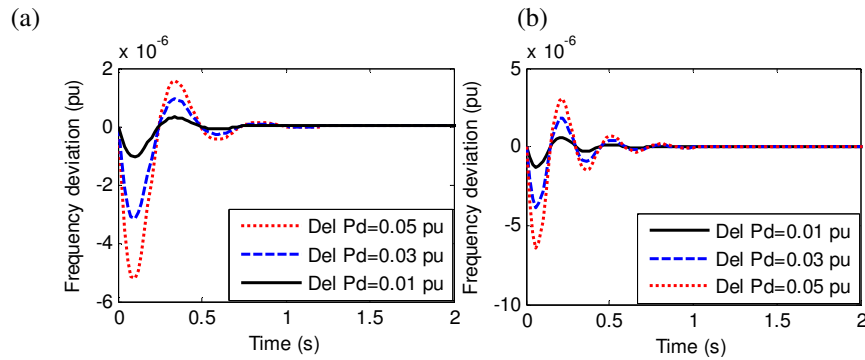 (a)
x 10-6
Frequency deviation (pu)
2
0
-2
-4
-6
0
0.5
1
1.5
2
Time (s)
Del Pd=0.05 pu
Del Pd=0.03 pu
Del Pd=0.01 pu
(b)
x 10-6
Frequency deviation (pu)
5
0
-5
-10
0
0.5
1
1.5
2
Time (s)
Del Pd=0.01 pu
Del Pd=0.03 pu
Del Pd=0.05 pu